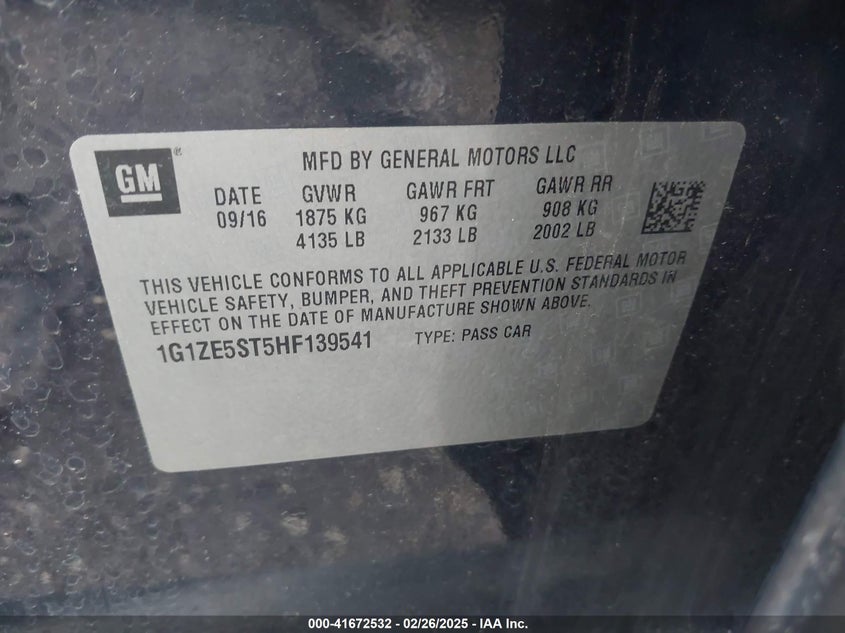 GM®
MFD BY GENERAL MOTORS LLC
DATE GVWR GAWR FRT GAWR RR
09/16 1875 KG 967 KG 908 KG
4135 LB 2133 LB 2002 LB
THIS VEHICLE CONFORMS TO ALL APPLICABLE U.S. FEDERAL MOTOR
VEHICLE SAFETY, BUMPER, AND THEFT PREVENTION STANDARDS IN
EFFECT ON THE DATE OF MANUFACTURE SHOWN ABOVE.
1G1ZE5ST5HF139541 TYPE: PASS CAR
000-41672532 - 02/26/2025 - IAA Inc.